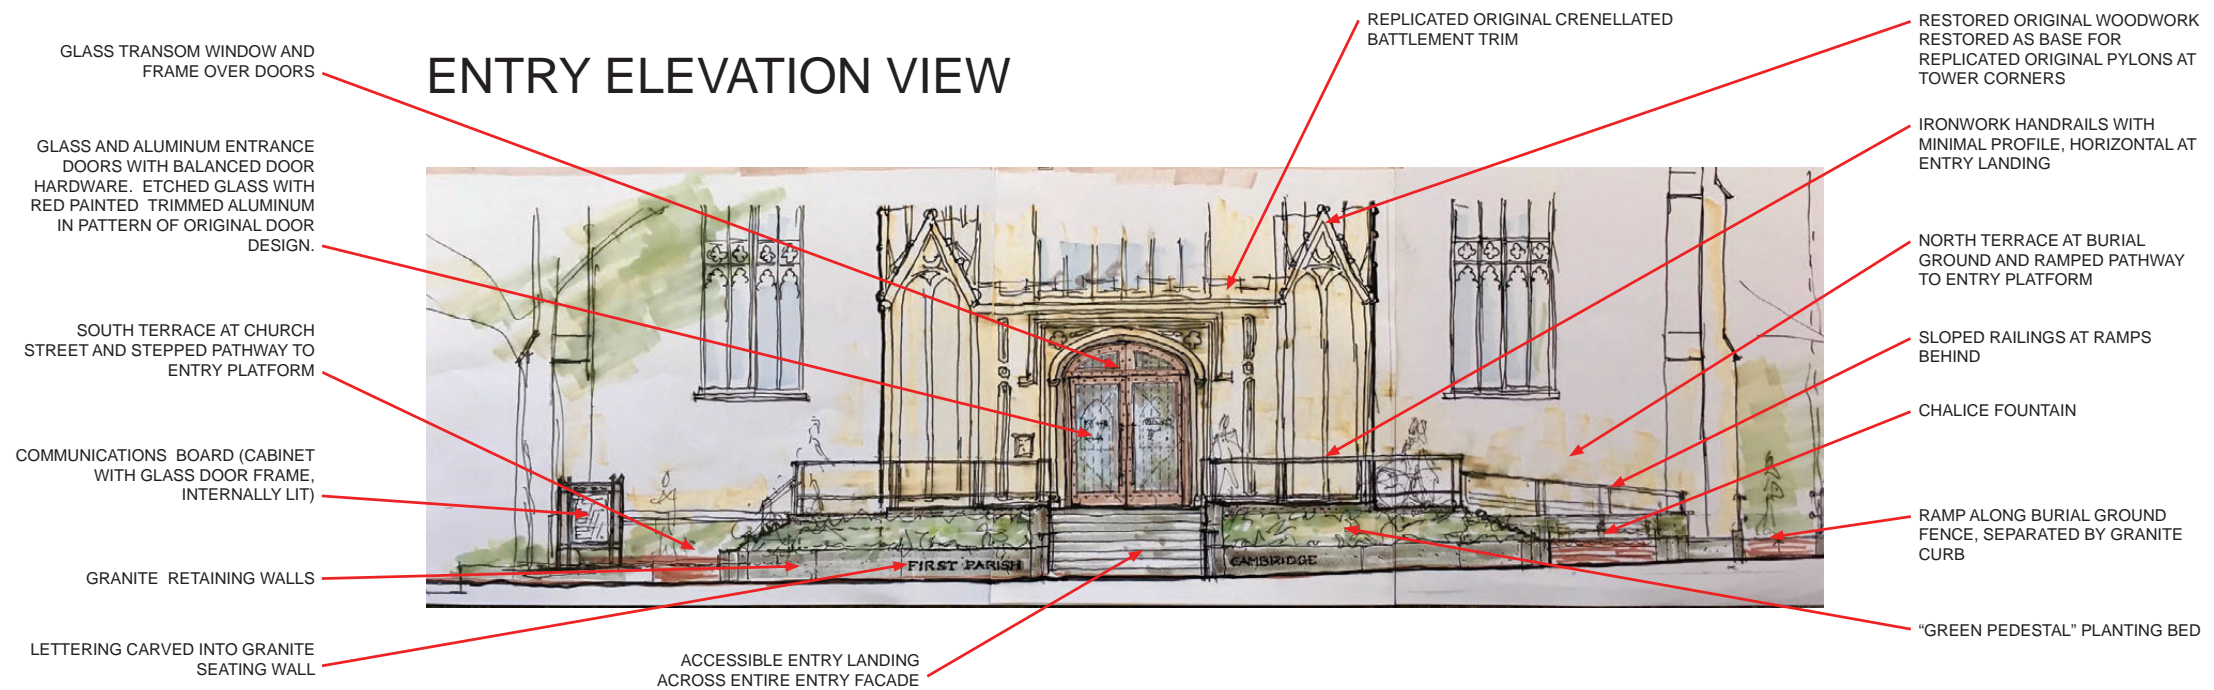 ENTRY ELEVATION VIEW
GLASS TRANSOM WINDOW AND
FRAME OVER DOORS
GLASS AND ALUMINUM ENTRANCE
DOORS WITH BALANCED DOOR
HARDWARE.  ETCHED GLASS WITH
RED PAINTED  TRIMMED ALUMINUM
IN PATTERN OF ORIGINAL DOOR
DESIGN.
SOUTH TERRACE AT CHURCH
STREET AND STEPPED PATHWAY TO
ENTRY PLATFORM
COMMUNICATIONS  BOARD (CABINET
WITH GLASS DOOR FRAME,
INTERNALLY LIT)
GRANITE  RETAINING WALLS
LETTERING CARVED INTO GRANITE
SEATING WALL
FIRST PARISH
CAMBRIDGE
ACCESSIBLE ENTRY LANDING
ACROSS ENTIRE ENTRY FACADE
REPLICATED ORIGINAL CRENELLATED
BATTLEMENT TRIM
RESTORED ORIGINAL WOODWORK
RESTORED AS BASE FOR
REPLICATED ORIGINAL PYLONS AT
TOWER CORNERS
IRONWORK HANDRAILS WITH
MINIMAL PROFILE, HORIZONTAL AT
ENTRY LANDING
NORTH TERRACE AT BURIAL
GROUND AND RAMPED PATHWAY
TO ENTRY PLATFORM
SLOPED RAILINGS AT RAMPS
BEHIND
CHALICE FOUNTAIN
RAMP ALONG BURIAL GROUND
FENCE, SEPARATED BY GRANITE
CURB
“GREEN PEDESTAL” PLANTING BED